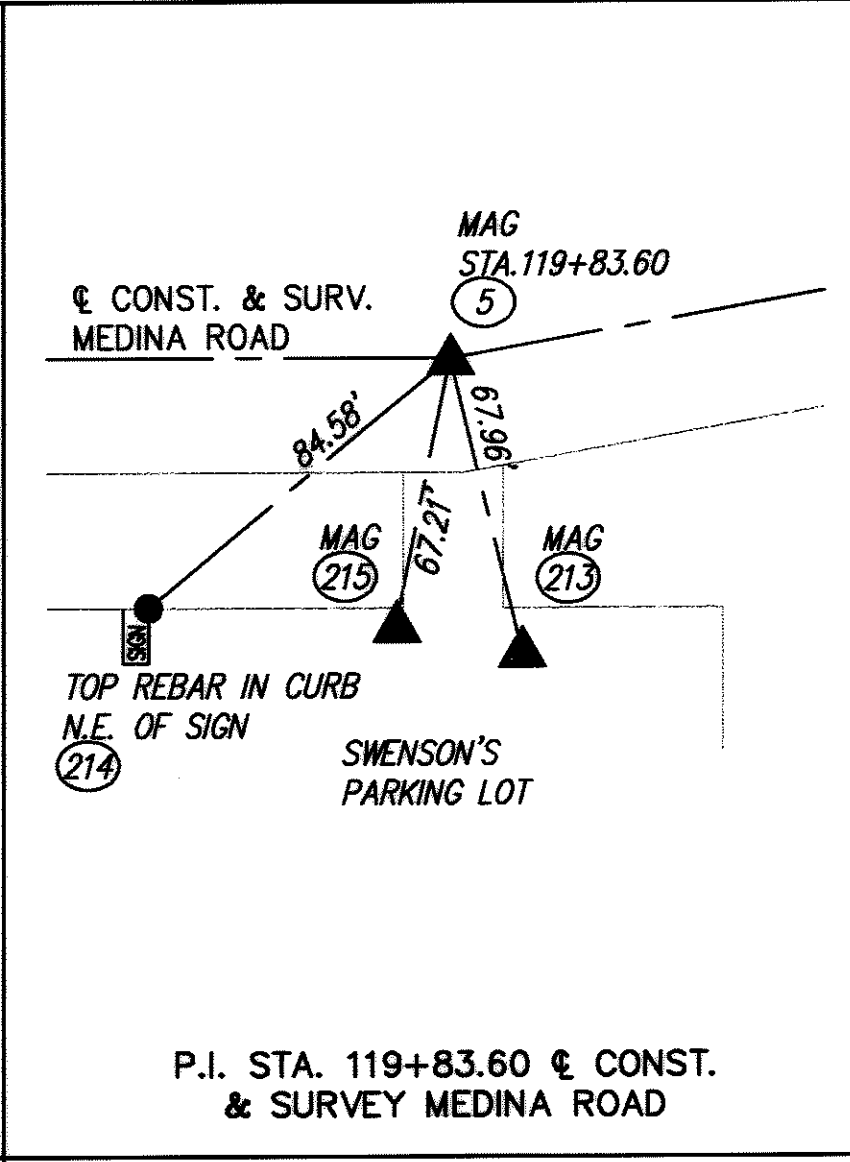 MAG
STA.119+83.60
5
℄ CONST. & SURV.
MEDINA ROAD
84.58'
67.96'
67.21'
MAG
215
MAG
213
SIGN
TOP REBAR IN CURB
N.E. OF SIGN
214
SWENSON'S
PARKING LOT
P.I. STA. 119+83.60 ℄ CONST.
& SURVEY MEDINA ROAD